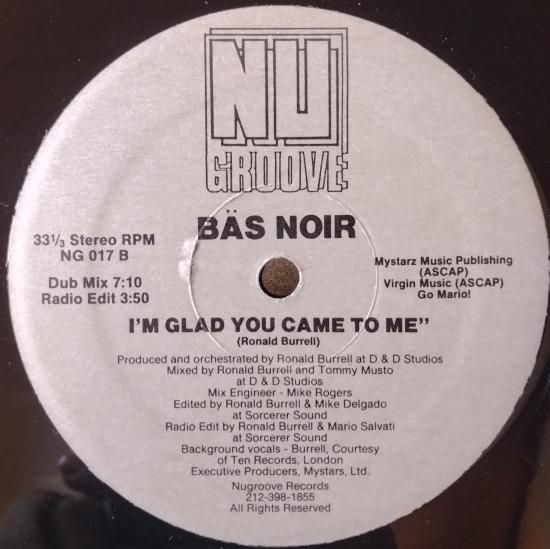 NU
GROOVE
BÄS NOIR
33 1/3 Stereo RPM
NG 017 B
Dub Mix 7:10
Radio Edit 3:50
Mystarz Music Publishing
(ASCAP)
Virgin Music (ASCAP)
Go Mario!
I'M GLAD YOU CAME TO ME"
(Ronald Burrell)
Produced and orchestrated by Ronald Burrell at D & D Studios
Mixed by Ronald Burrell and Tommy Musto
at D & D Studios
Mix Engineer - Mike Rogers
Edited by Ronald Burrell & Mike Delgado
at Sorcerer Sound
Radio Edit by Ronald Burrell & Mario Salvati
at Sorcerer Sound
Background vocals - Burrell, Courtesy
of Ten Records, London
Executive Producers, Mystars, Ltd.
Nugroove Records
212-398-1855
All Rights Reserved